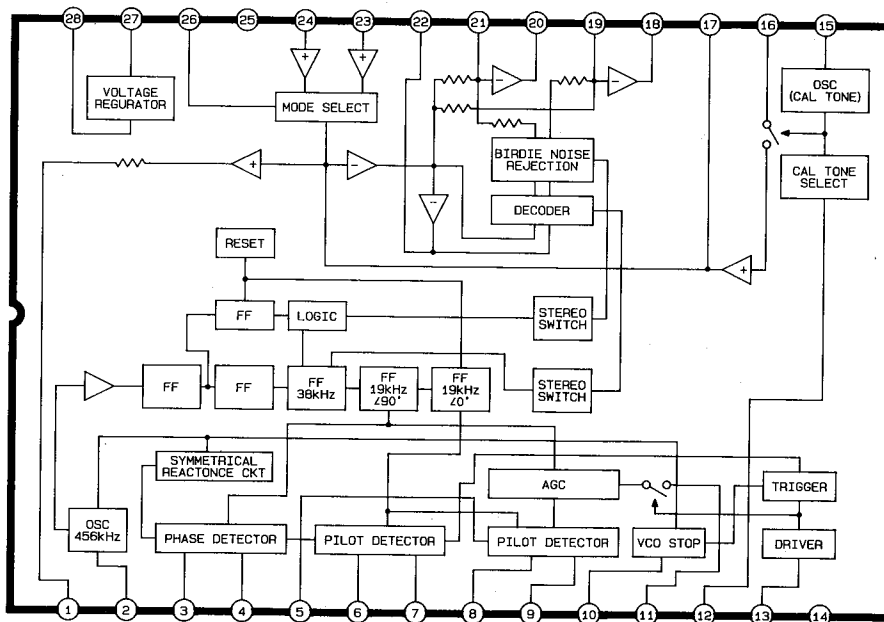 28 27 26 25 24 23 22 21 20 19 18 17 16 15
+ +
- -
VOLTAGE
REGURATOR
MODE SELECT
OSC
(CAL TONE)
+ -
BIRDIE NOISE
REJECTION
CAL TONE
SELECT
-
DECODER
RESET
+
FF
LOGIC
STEREO
SWITCH
FF
FF
FF
38kHz
FF
19kHz
∠90°
FF
19kHz
∠0°
STEREO
SWITCH
SYMMETRICAL
REACTONCE CKT
AGC
TRIGGER
OSC
456kHz
PHASE DETECTOR
PILOT DETECTOR
PILOT DETECTOR
VCO STOP
DRIVER
1 2 3 4 5 6 7 8 9 10 11 12 13 14